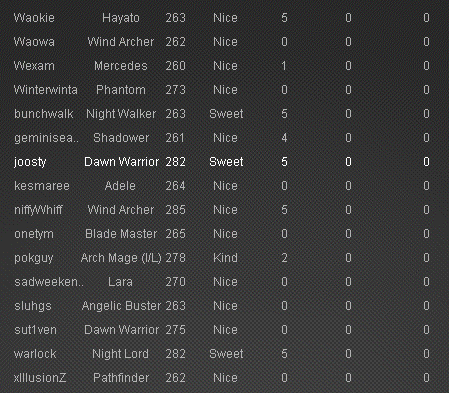 Waokie Hayato 263 Nice 5 0 0
Waowa Wind Archer 262 Nice 0 0 0
Wexam Mercedes 260 Nice 1 0 0
Winterwinta Phantom 273 Nice 0 0 0
bunchwalk Night Walker 263 Sweet 5 0 0
geminisea.. Shadower 261 Nice 4 0 0
joosty Dawn Warrior 282 Sweet 5 0 0
kesmaree Adele 264 Nice 0 0 0
niffyWhiff Wind Archer 285 Nice 5 0 0
onetym Blade Master 265 Nice 0 0 0
pokguy Arch Mage (I/L) 278 Kind 2 0 0
sadweeken.. Lara 270 Nice 0 0 0
sluhgs Angelic Buster 263 Nice 0 0 0
sut1ven Dawn Warrior 275 Nice 0 0 0
warlock Night Lord 282 Sweet 5 0 0
xIllusionZ Pathfinder 262 Nice 0 0 0